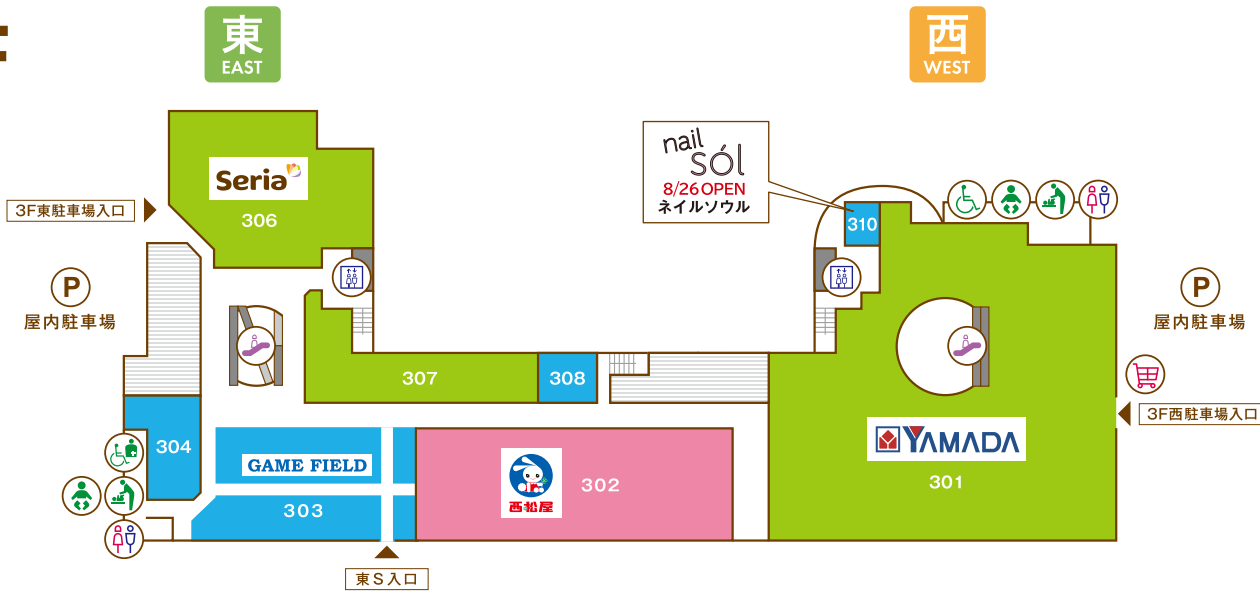 東
EAST
西
WEST
nail
sól
8/26 OPEN
ネイルソウル
Seria
306
310
3F東駐車場入口
P
屋内駐車場
P
屋内駐車場
307
308
3F西駐車場入口
304
GAME FIELD
303
西松屋
302
YAMADA
301
東S入口